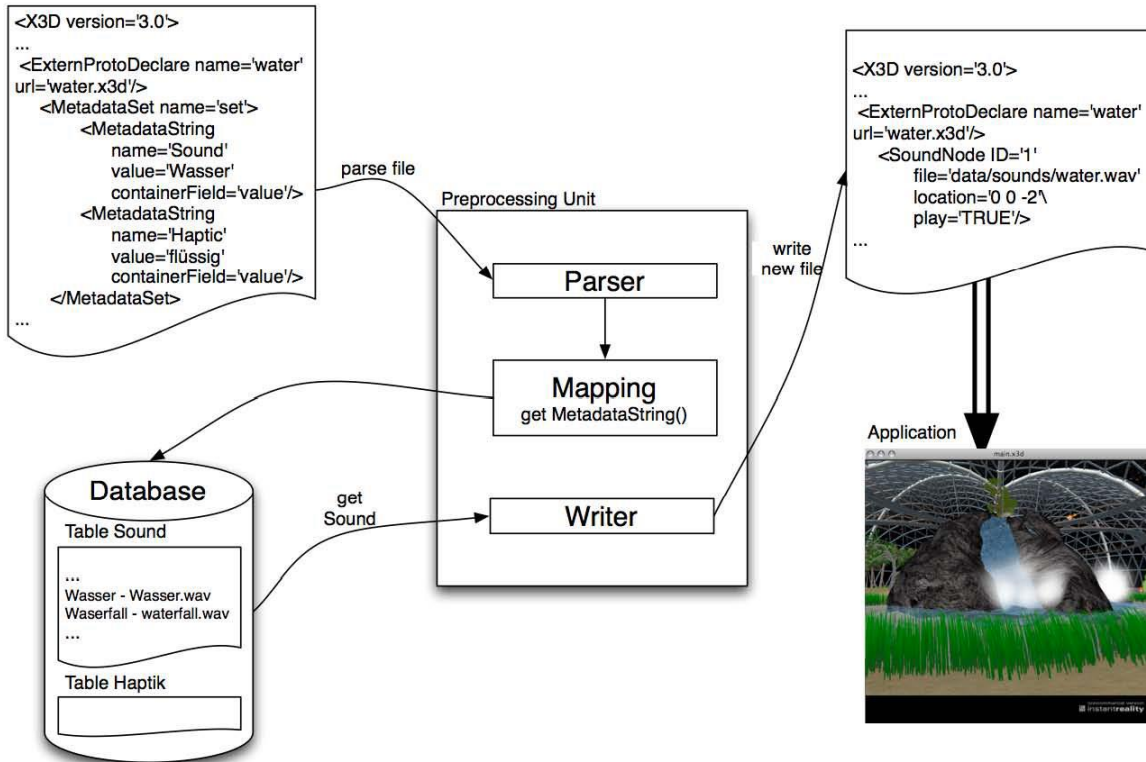 <X3D version='3.0'>
...
<ExternProtoDeclare name='water'
url='water.x3d'/>
<MetadataSet name='set'>
<MetadataString
name='Sound'
value='Wasser'
containerField='value'/>
<MetadataString
name='Haptic'
value='flüssig'
containerField='value'/>
</MetadataSet>
...
parse file
Preprocessing Unit
Parser
Mapping
get MetadataString()
Writer
Database
Table Sound
...
Wasser - Wasser.wav
Waserfall - waterfall.wav
...
Table Haptik
get
Sound
write
new file
<X3D version='3.0'>
...
<ExternProtoDeclare name='water'
url='water.x3d'/>
<SoundNode ID='1'
file='data/sounds/water.wav'
location='0 0 -2'\
play='TRUE'/>
...
Application
main.x3d
instantreality